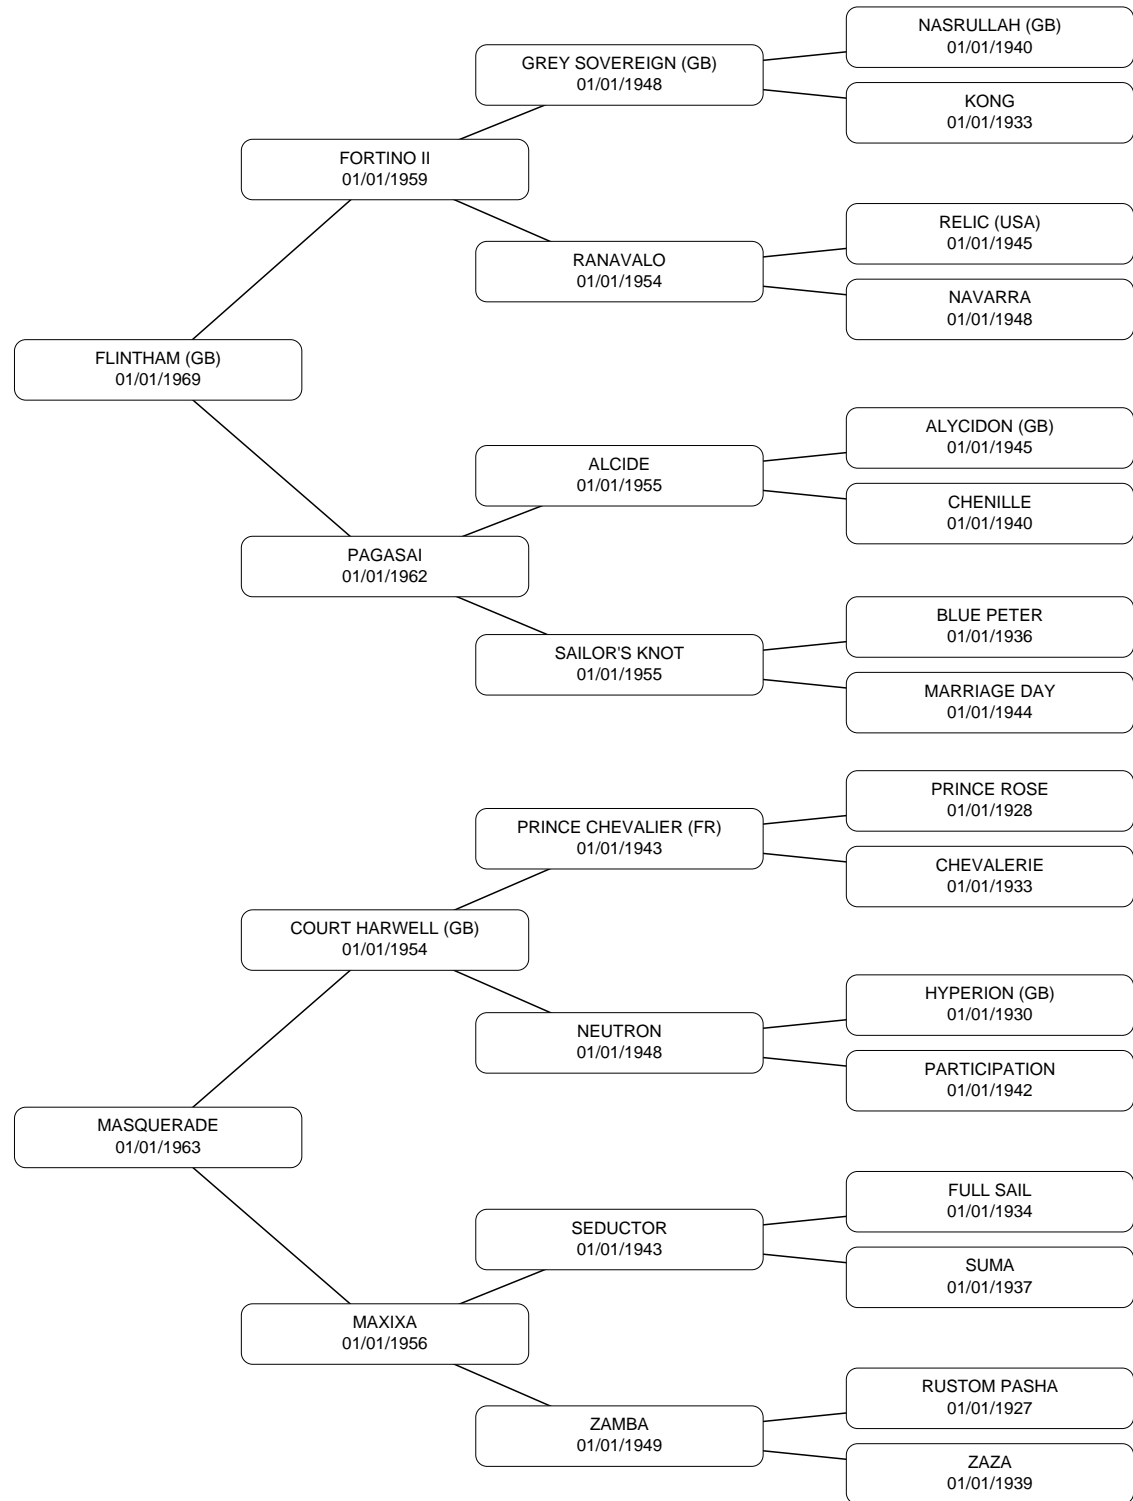 NASRULLAH (GB)
01/01/1940
GREY SOVEREIGN (GB)
01/01/1948
KONG
01/01/1933
FORTINO II
01/01/1959
RELIC (USA)
01/01/1945
RANAVALO
01/01/1954
NAVARRA
01/01/1948
FLINTHAM (GB)
01/01/1969
ALYCIDON (GB)
01/01/1945
ALCIDE
01/01/1955
CHENILLE
01/01/1940
PAGASAI
01/01/1962
BLUE PETER
01/01/1936
SAILOR'S KNOT
01/01/1955
MARRIAGE DAY
01/01/1944
PRINCE ROSE
01/01/1928
PRINCE CHEVALIER (FR)
01/01/1943
CHEVALERIE
01/01/1933
COURT HARWELL (GB)
01/01/1954
HYPERION (GB)
01/01/1930
NEUTRON
01/01/1948
PARTICIPATION
01/01/1942
MASQUERADE
01/01/1963
FULL SAIL
01/01/1934
SEDUCTOR
01/01/1943
SUMA
01/01/1937
MAXIXA
01/01/1956
RUSTOM PASHA
01/01/1927
ZAMBA
01/01/1949
ZAZA
01/01/1939